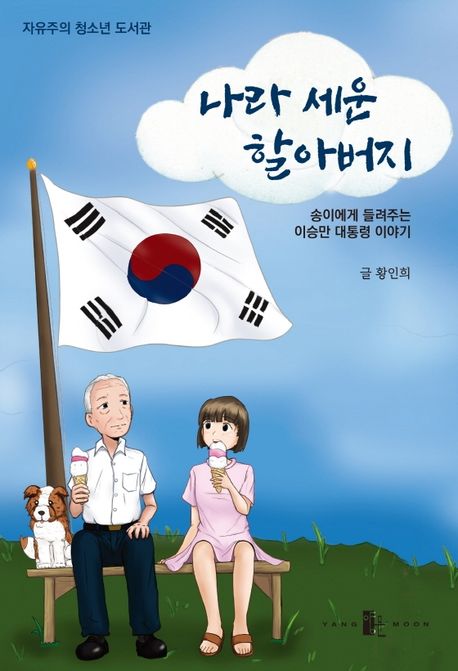 자유주의 청소년 도서관
나라 세운
할아버지
송이에게 들려주는
이승만 대통령 이야기
글 황인희
YANG MOON